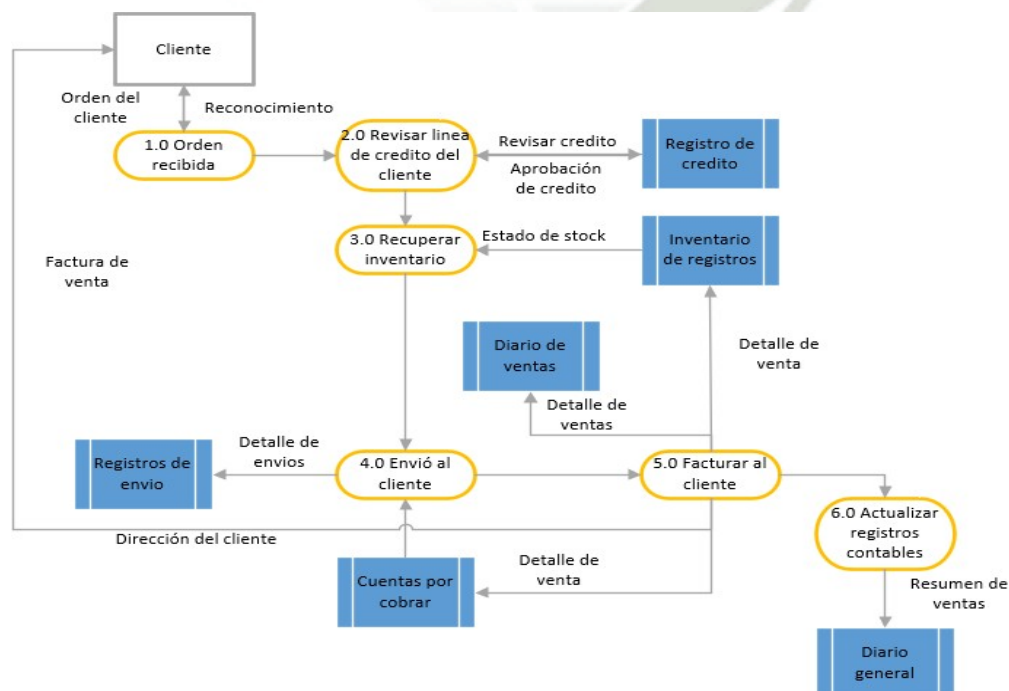 Cliente
Orden del
cliente
Reconocimiento
1.0 Orden
recibida
2.0 Revisar linea
de credito del
cliente
Revisar credito
Aprobación
de credito
Registro de
credito
3.0 Recuperar
inventario
Estado de stock
Inventario
de registros
Factura de
venta
Diario de
ventas
Detalle de
venta
Detalle de
ventas
Registros de
envio
Detalle de
envios
4.0 Envió al
cliente
5.0 Facturar al
cliente
6.0 Actualizar
registros
contables
Dirección del cliente
Cuentas por
cobrar
Detalle de
venta
Resumen de
ventas
Diario
general